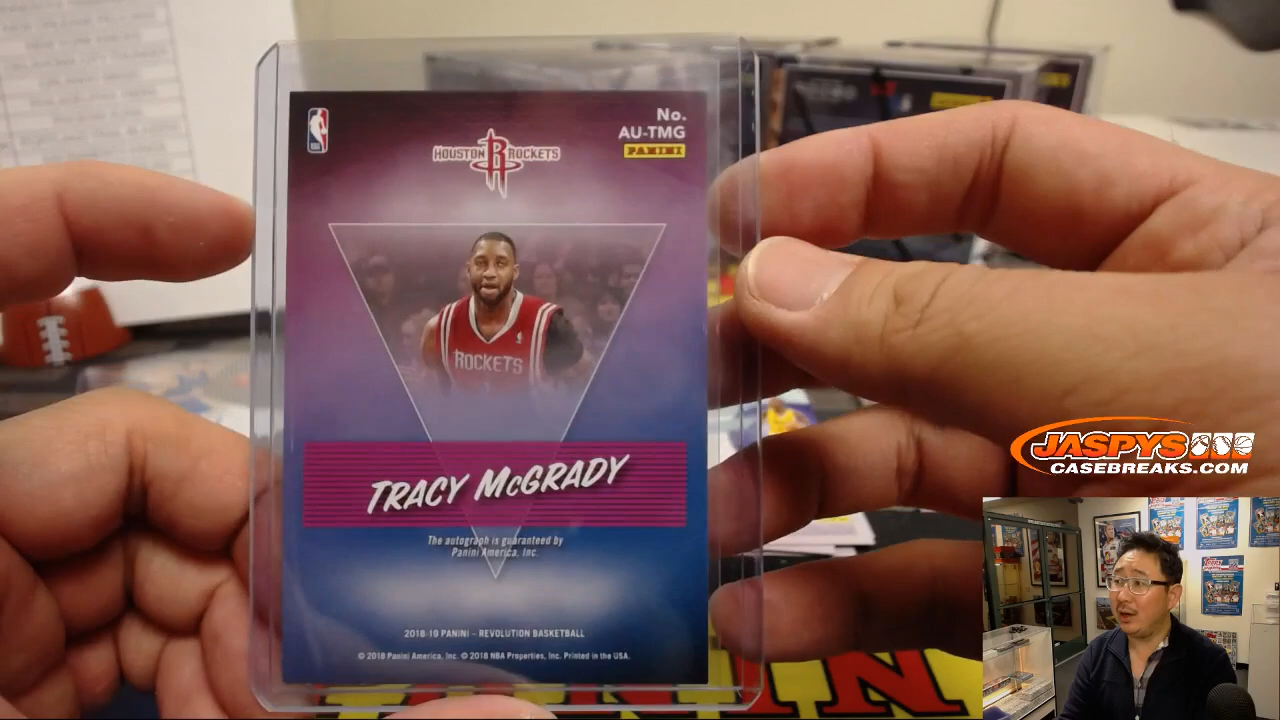 No.
AU-TMG
PANINI
HOUSTON ROCKETS
ROCKETS
TRACY McGRADY
The autograph is guaranteed by
Panini America, Inc.
2018-19 PANINI – REVOLUTION BASKETBALL
© 2018 Panini America, Inc. © 2018 NBA Properties, Inc. Printed in the USA.
JASPYS
CASEBREAKS.COM